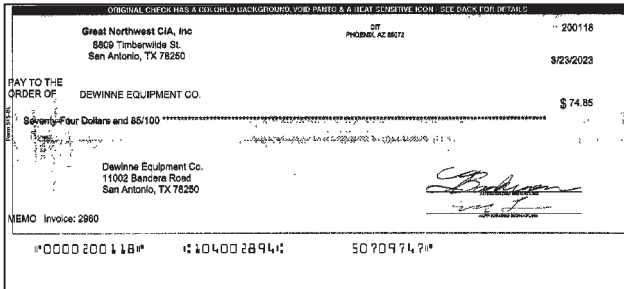 ORIGINAL CHECK HAS A COLORED BACKGROUND, VOID PANTO & A HEAT SENSITIVE ICON - SEE BACK FOR DETAILS
Great Northwest CIA, Inc
8809 Timberwilde St.
San Antonio, TX 78250
CIT
PHOENIX, AZ 85072
200118
8/23/2023
PAY TO THE
ORDER OF DEWINNE EQUIPMENT CO.
$ 74.85
Seventy-Four Dollars and 85/100
Dewinne Equipment Co.
11002 Bandera Road
San Antonio, TX 78250
MEMO Invoice: 2960
⑈0000200118⑈ ⑆104002894⑆ 50709747⑈